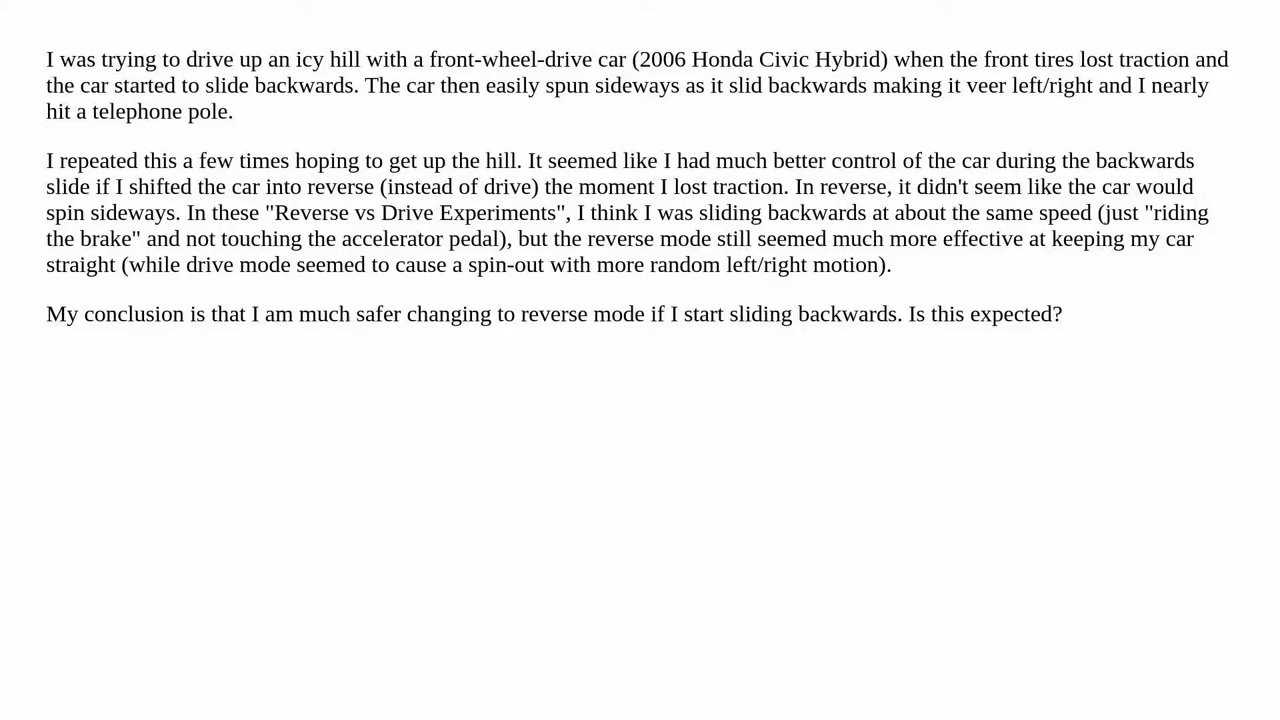 I was trying to drive up an icy hill with a front-wheel-drive car (2006 Honda Civic Hybrid) when the front tires lost traction and
the car started to slide backwards. The car then easily spun sideways as it slid backwards making it veer left/right and I nearly
hit a telephone pole.
I repeated this a few times hoping to get up the hill. It seemed like I had much better control of the car during the backwards
slide if I shifted the car into reverse (instead of drive) the moment I lost traction. In reverse, it didn't seem like the car would
spin sideways. In these "Reverse vs Drive Experiments", I think I was sliding backwards at about the same speed (just "riding
the brake" and not touching the accelerator pedal), but the reverse mode still seemed much more effective at keeping my car
straight (while drive mode seemed to cause a spin-out with more random left/right motion).
My conclusion is that I am much safer changing to reverse mode if I start sliding backwards. Is this expected?